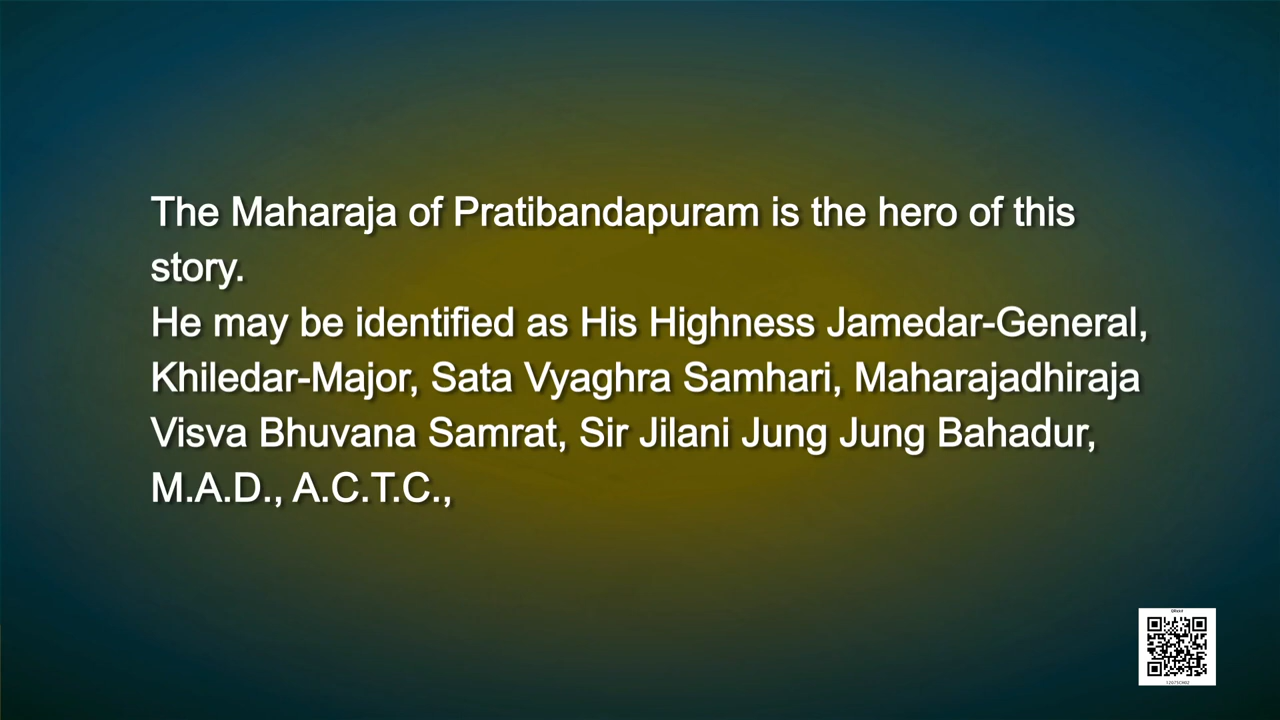 The Maharaja of Pratibandapuram is the hero of this
story.
He may be identified as His Highness Jamedar-General,
Khiledar-Major, Sata Vyaghra Samhari, Maharajadhiraja
Visva Bhuvana Samrat, Sir Jilani Jung Jung Bahadur,
M.A.D., A.C.T.C.,